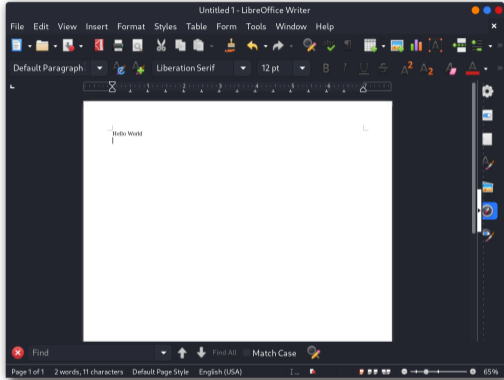 Untitled 1 - LibreOffice Writer
File Edit View Insert Format Styles Table Form Tools Window Help
Default Paragraph Liberation Serif 12 pt
Hello World
Find Find All Match Case
Page 1 of 1 2 words, 11 characters Default Page Style English (USA) 65%